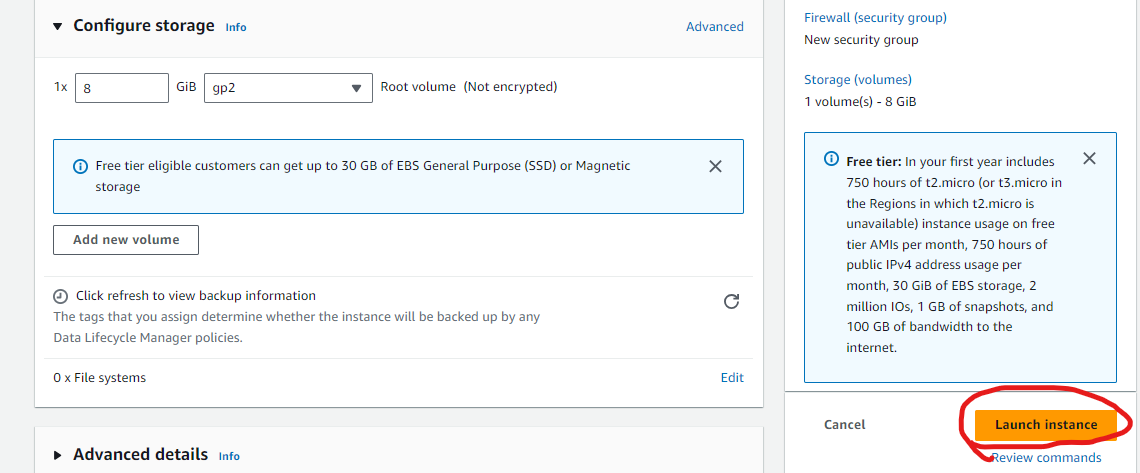 Configure storage Info
Advanced
1x 8 GiB gp2 Root volume (Not encrypted)
Free tier eligible customers can get up to 30 GB of EBS General Purpose (SSD) or Magnetic
storage
Add new volume
Click refresh to view backup information
The tags that you assign determine whether the instance will be backed up by any
Data Lifecycle Manager policies.
0 x File systems
Edit
Advanced details Info
Firewall (security group)
New security group
Storage (volumes)
1 volume(s) - 8 GiB
Free tier: In your first year includes
750 hours of t2.micro (or t3.micro in
the Regions in which t2.micro is
unavailable) instance usage on free
tier AMIs per month, 750 hours of
public IPv4 address usage per
month, 30 GiB of EBS storage, 2
million IOs, 1 GB of snapshots, and
100 GB of bandwidth to the
internet.
Cancel
Launch instance
Review commands